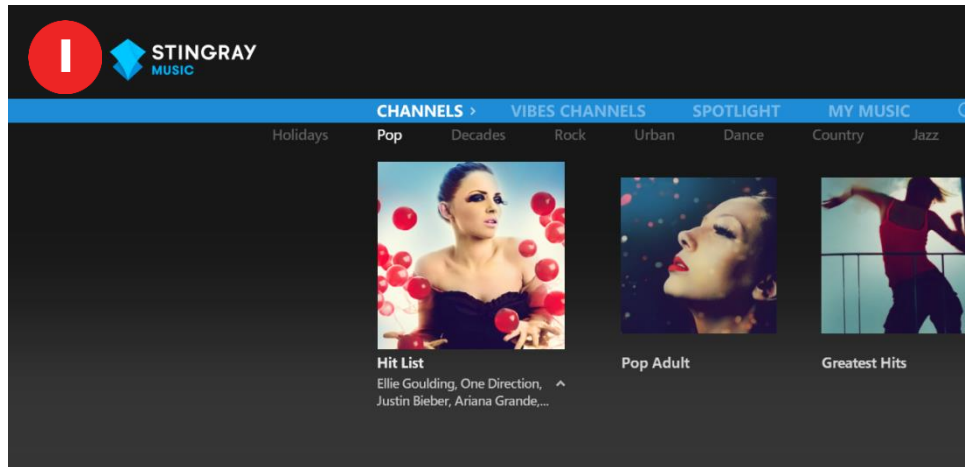 I
STINGRAY
MUSIC
CHANNELS › VIBES CHANNELS SPOTLIGHT MY MUSIC
Holidays Pop Decades Rock Urban Dance Country Jazz
Hit List Pop Adult Greatest Hits
Ellie Goulding, One Direction,
Justin Bieber, Ariana Grande,...